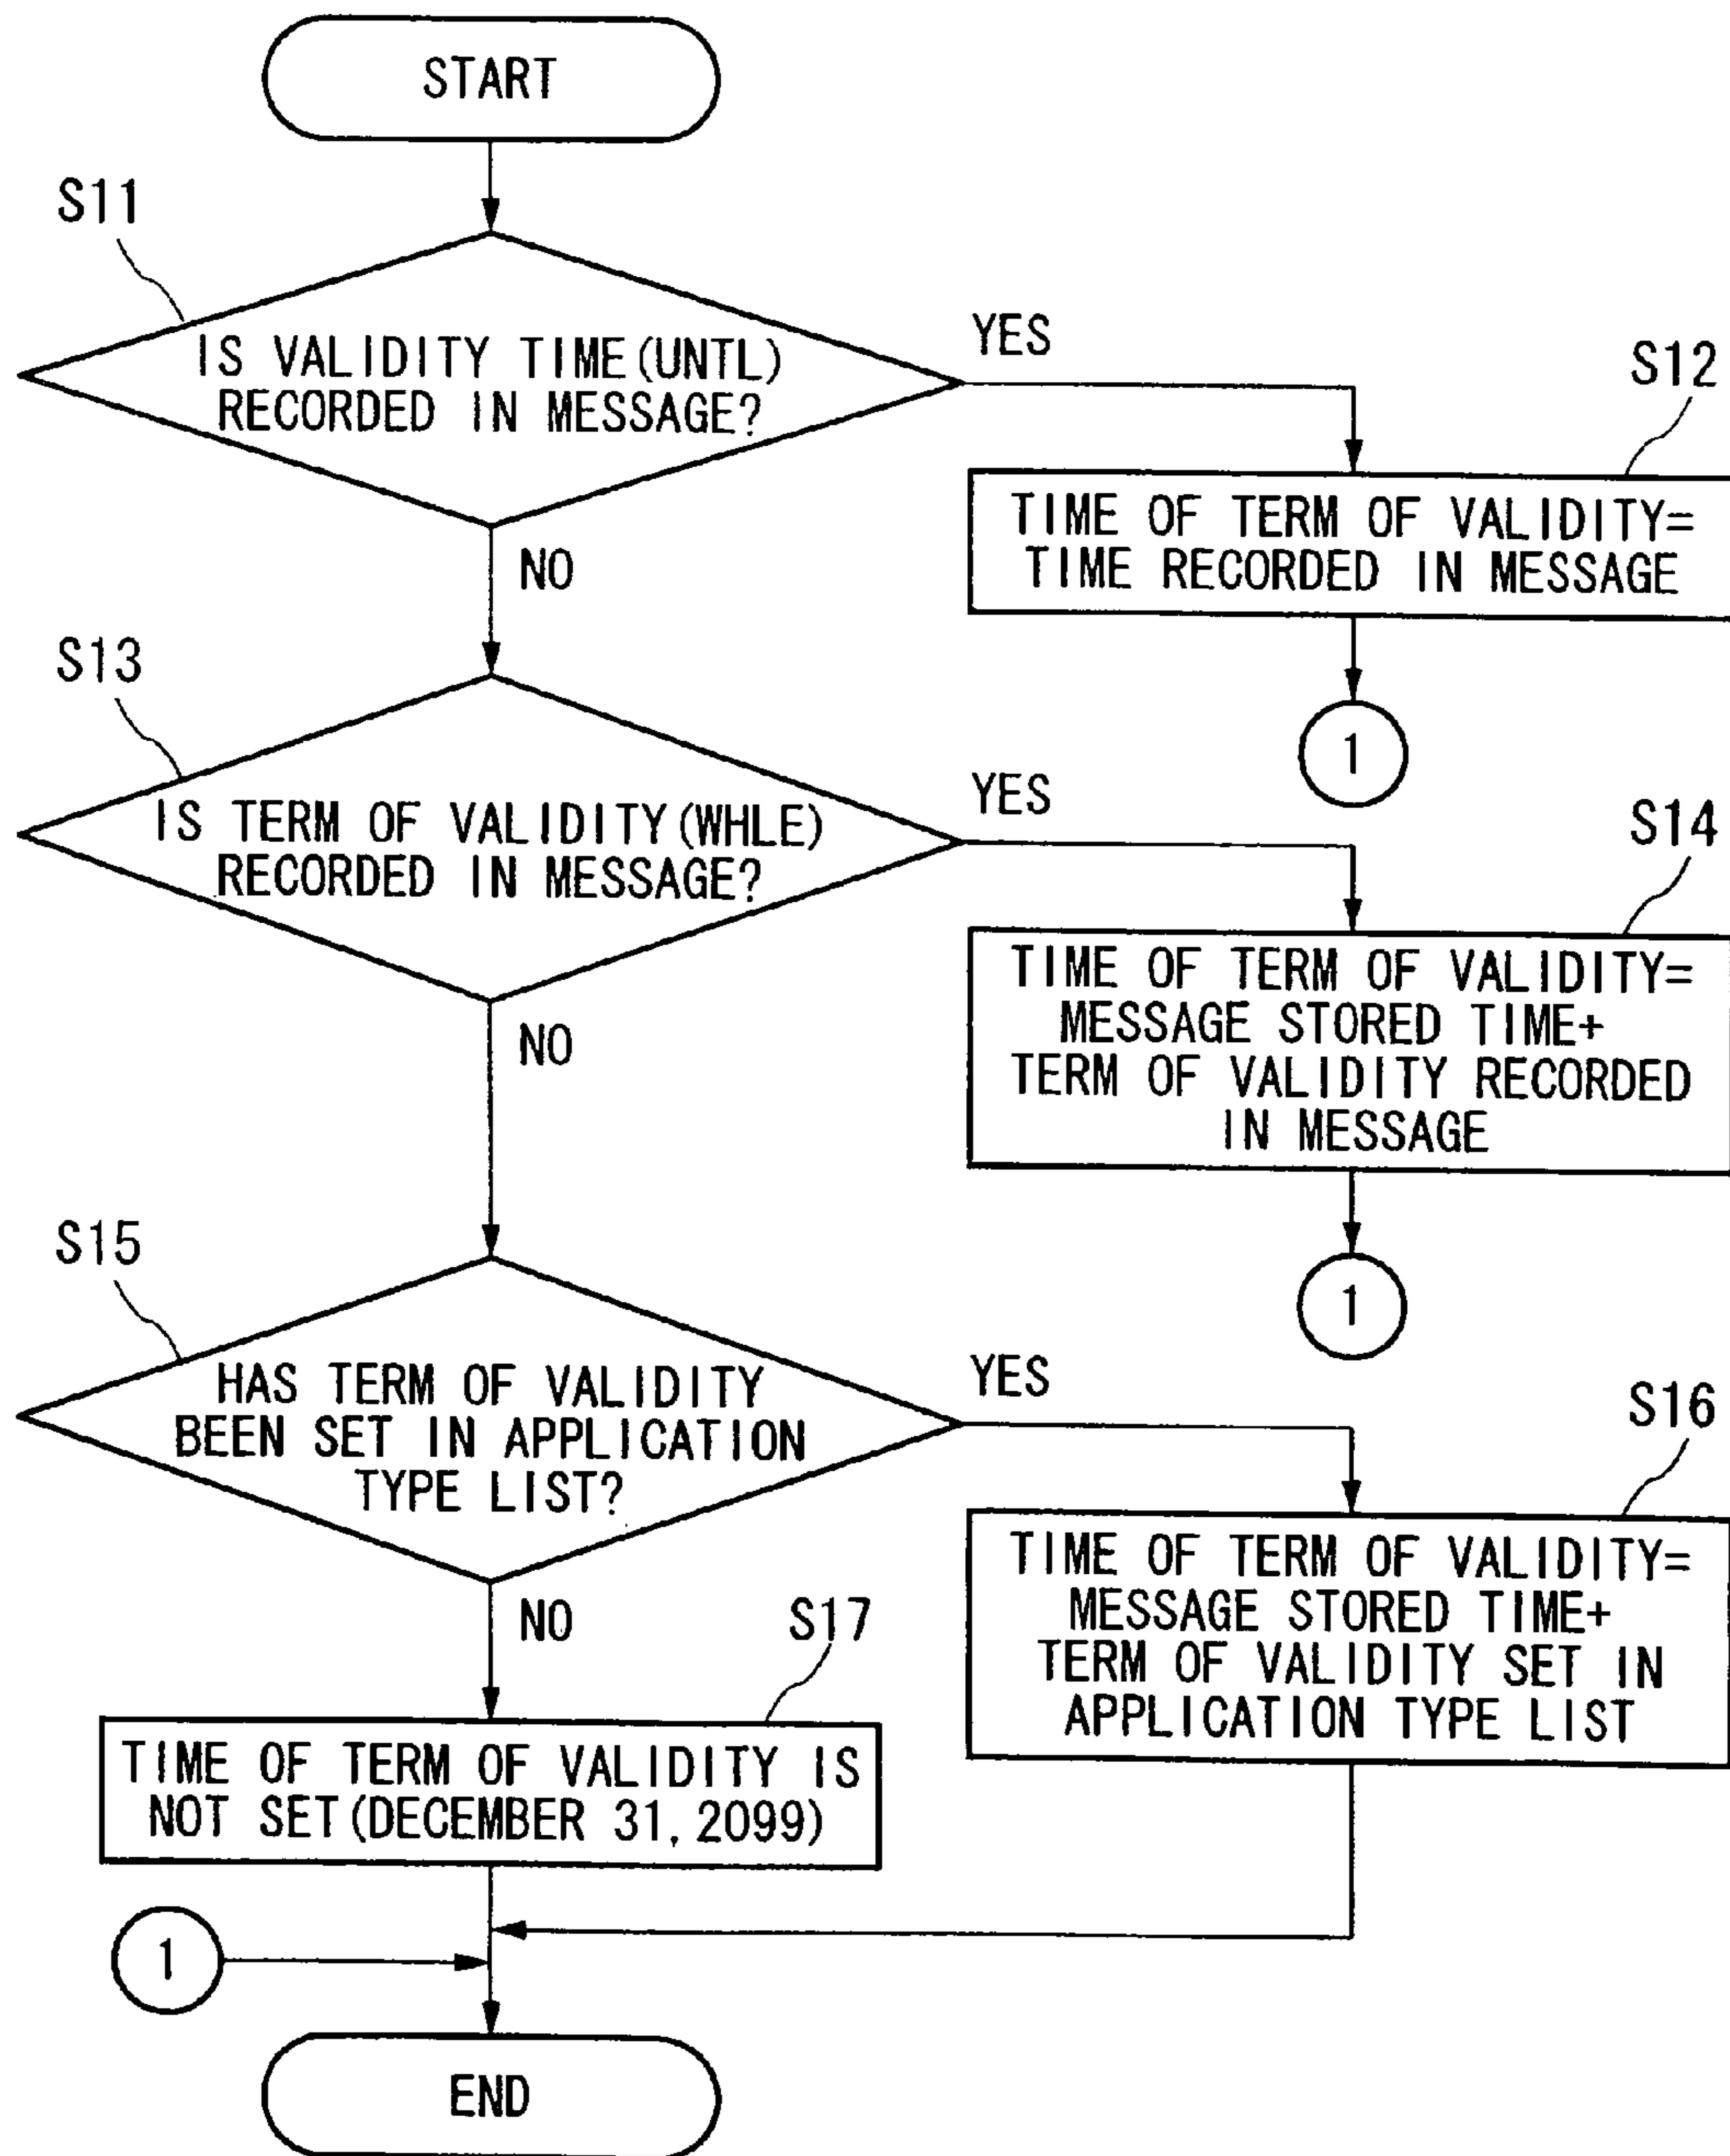 START
S11
IS VALIDITY TIME(UNTL)
RECORDED IN MESSAGE?
YES
NO
S12
TIME OF TERM OF VALIDITY=
TIME RECORDED IN MESSAGE
1
S13
IS TERM OF VALIDITY(WHLE)
RECORDED IN MESSAGE?
YES
NO
S14
TIME OF TERM OF VALIDITY=
MESSAGE STORED TIME+
TERM OF VALIDITY RECORDED
IN MESSAGE
1
S15
HAS TERM OF VALIDITY
BEEN SET IN APPLICATION
TYPE LIST?
YES
NO
S16
TIME OF TERM OF VALIDITY=
MESSAGE STORED TIME+
TERM OF VALIDITY SET IN
APPLICATION TYPE LIST
S17
TIME OF TERM OF VALIDITY IS
NOT SET(DECEMBER 31,2099)
1
END